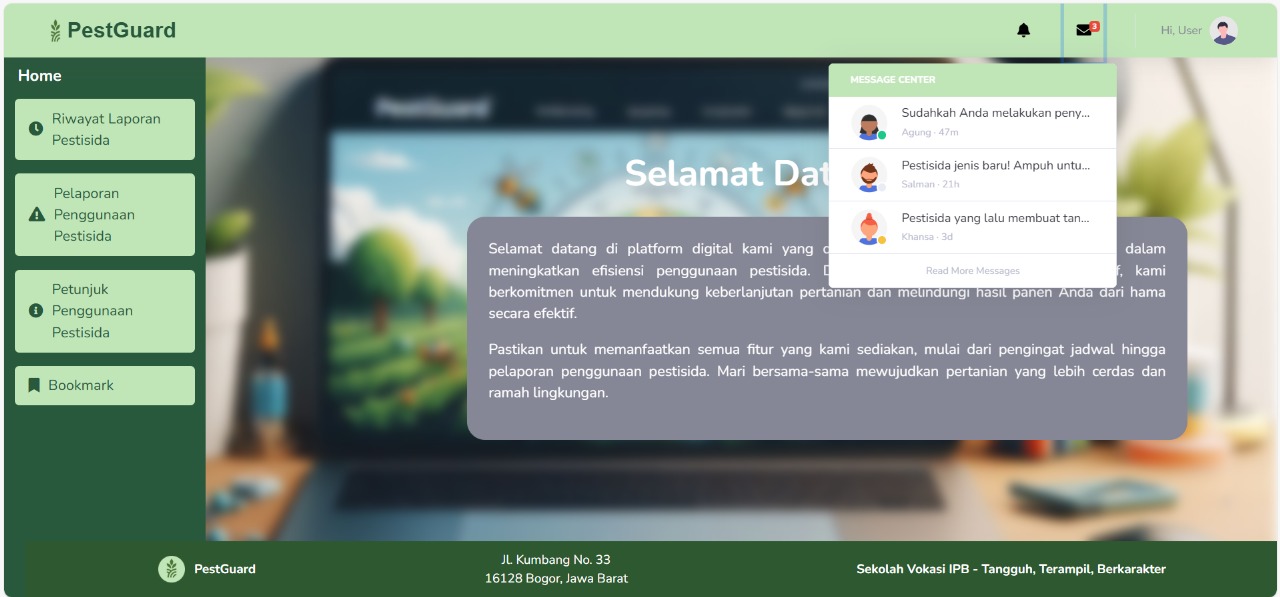 PestGuard
3
Hi, User
Home
Riwayat Laporan
Pestisida
Pelaporan
Penggunaan
Pestisida
Petunjuk
Penggunaan
Pestisida
Bookmark
MESSAGE CENTER
Sudahkah Anda melakukan peny...
Agung · 47m
Pestisida jenis baru! Ampuh untu...
Salman · 21h
Pestisida yang lalu membuat tan...
Khansa · 3d
Read More Messages
PestGuard
Selamat Dat
Selamat datang di platform digital kami yang dalam
meningkatkan efisiensi penggunaan pestisida. kami
berkomitmen untuk mendukung keberlanjutan pertanian dan melindungi hasil panen Anda dari hama
secara efektif.
Pastikan untuk memanfaatkan semua fitur yang kami sediakan, mulai dari pengingat jadwal hingga
pelaporan penggunaan pestisida. Mari bersama-sama mewujudkan pertanian yang lebih cerdas dan
ramah lingkungan.
PestGuard
Jl. Kumbang No. 33
16128 Bogor, Jawa Barat
Sekolah Vokasi IPB - Tangguh, Terampil, Berkarakter